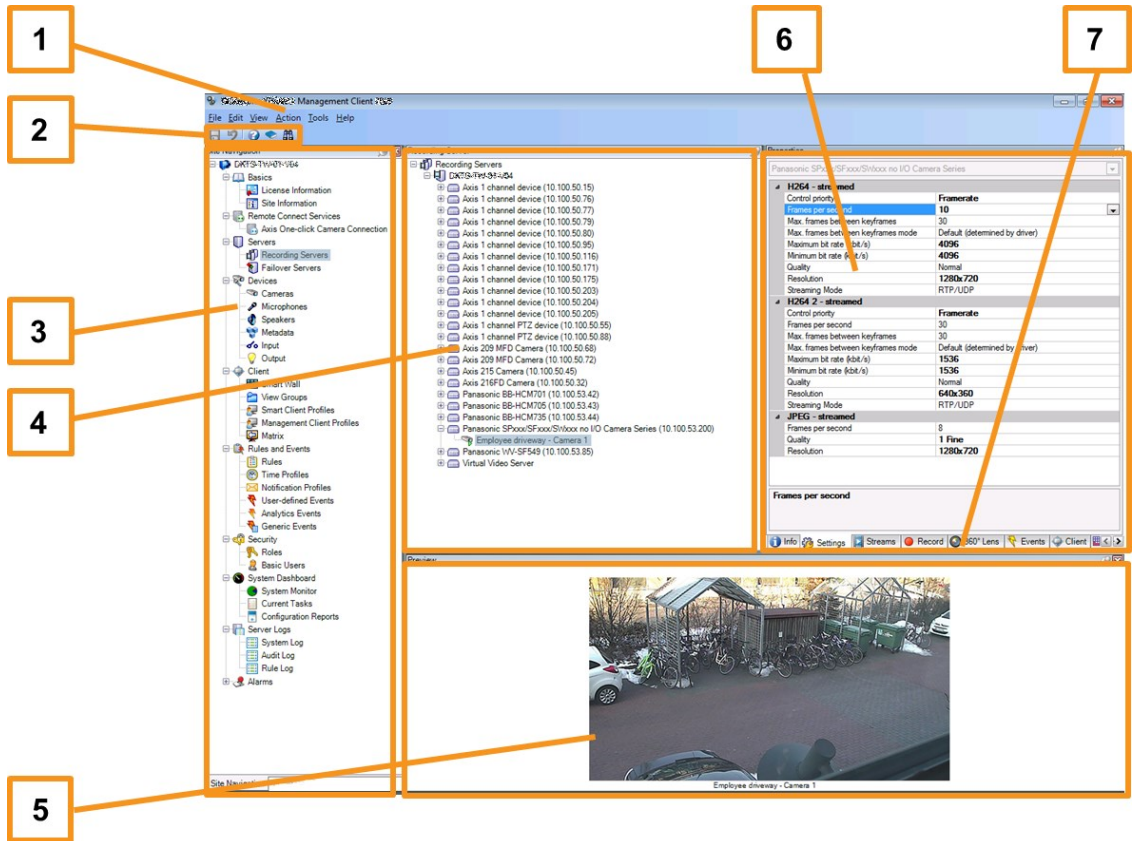 1
6
7
Management Client
File Edit View Action Tools Help
2
Site Navigation
Basics
License Information
Site Information
Remote Connect Services
Axis One-click Camera Connection
Servers
Recording Servers
Failover Servers
Devices
Cameras
3
Microphones
Speakers
Metadata
Input
Output
Client
Smart Wall
View Groups
4
Smart Client Profiles
Management Client Profiles
Matrix
Rules and Events
Rules
Time Profiles
Notification Profiles
User-defined Events
Analytics Events
Generic Events
Security
Roles
Basic Users
System Dashboard
System Monitor
Current Tasks
Configuration Reports
Server Logs
System Log
Audit Log
Rule Log
Alarms
5
Recording Server
Recording Servers
Axis 1 channel device (10.100.50.15)
Axis 1 channel device (10.100.50.76)
Axis 1 channel device (10.100.50.77)
Axis 1 channel device (10.100.50.79)
Axis 1 channel device (10.100.50.80)
Axis 1 channel device (10.100.50.95)
Axis 1 channel device (10.100.50.116)
Axis 1 channel device (10.100.50.171)
Axis 1 channel device (10.100.50.175)
Axis 1 channel device (10.100.50.203)
Axis 1 channel device (10.100.50.204)
Axis 1 channel device (10.100.50.205)
Axis 1 channel PTZ device (10.100.50.55)
Axis 1 channel PTZ device (10.100.50.88)
Axis 209 MFD Camera (10.100.50.68)
Axis 209 MFD Camera (10.100.50.72)
Axis 215 Camera (10.100.50.45)
Axis 216FD Camera (10.100.50.32)
Panasonic BB-HCM701 (10.100.53.42)
Panasonic BB-HCM705 (10.100.53.43)
Panasonic BB-HCM735 (10.100.53.44)
Panasonic SPxxx/SFxxx/SWxxx no I/O Camera Series (10.100.53.200)
Employee driveway - Camera 1
Panasonic WV-SF549 (10.100.53.85)
Virtual Video Server
Properties
Panasonic SPxxx/SFxxx/SWxxx no I/O Camera Series
H264 - streamed
Control priority Framerate
Frames per second 10
Max. frames between keyframes 30
Max. frames between keyframes mode Default (determined by driver)
Maximum bit rate (kbit/s) 4096
Minimum bit rate (kbit/s) 4096
Quality Normal
Resolution 1280x720
Streaming Mode RTP/UDP
H264 2 - streamed
Control priority Framerate
Frames per second 30
Max. frames between keyframes 30
Max. frames between keyframes mode Default (detemined by driver)
Maximum bit rate (kbit/s) 1536
Minimum bit rate (kbit/s) 1536
Quality Normal
Resolution 640x360
Streaming Mode RTP/UDP
JPEG - streamed
Frames per second 8
Quality 1 Fine
Resolution 1280x720
Frames per second
Info Settings Streams Record 360° Lens Events Client
Preview
Employee driveway - Camera 1
Site Navigation